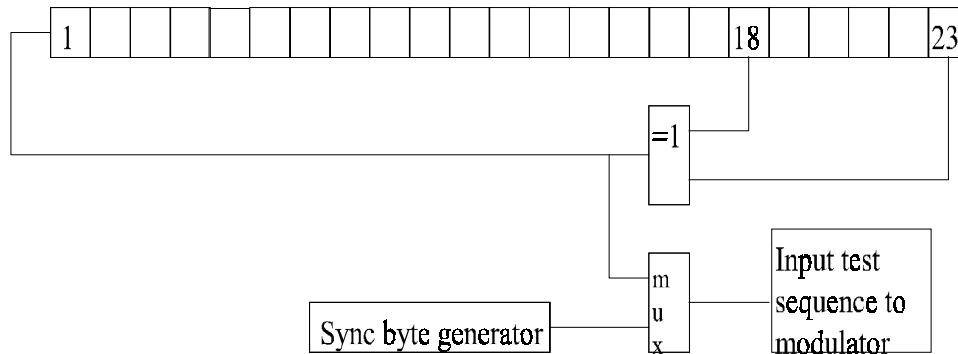 1 18 23
=1
m
u
x
Input test
sequence to
modulator
Sync byte generator